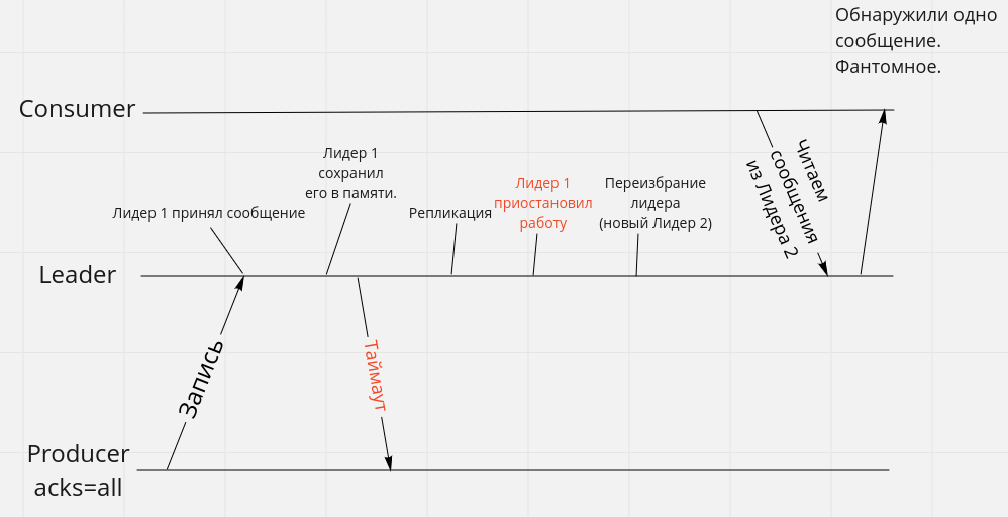 Обнаружили одно
сообщение.
Фантомное.
Consumer
Лидер 1
сохранил
его в памяти.
Читаем
сообщения
из Лидера 2
Лидер 1 принял сообщение
Репликация
Лидер 1
приостановил
работу
Переизбрание
лидера
(новый Лидер 2)
Leader
Запись
Таймаут
Producer
acks=all